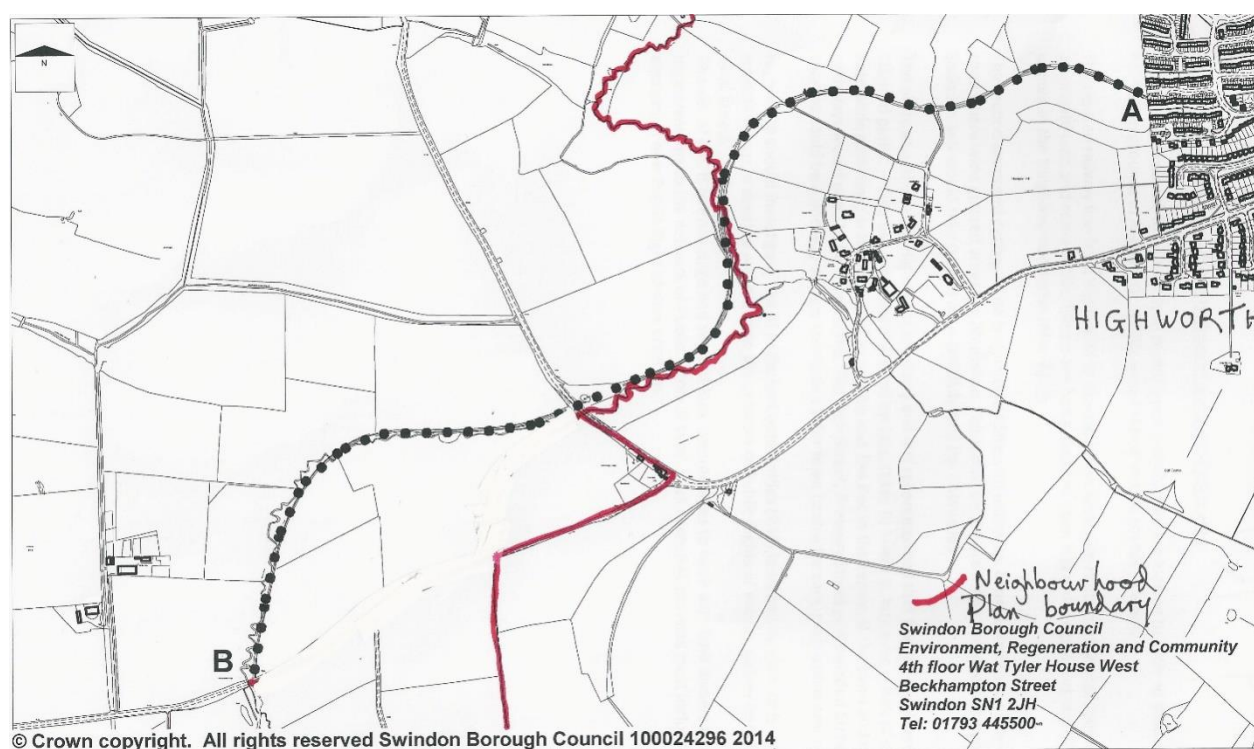 N
A
HIGHWORTH
Neighbourhood
Plan boundary
Swindon Borough Council
Environment, Regeneration and Community
4th floor Wat Tyler House West
Beckhampton Street
Swindon SN1 2JH
Tel: 01793 445500
B
© Crown copyright. All rights reserved Swindon Borough Council 100024296 2014